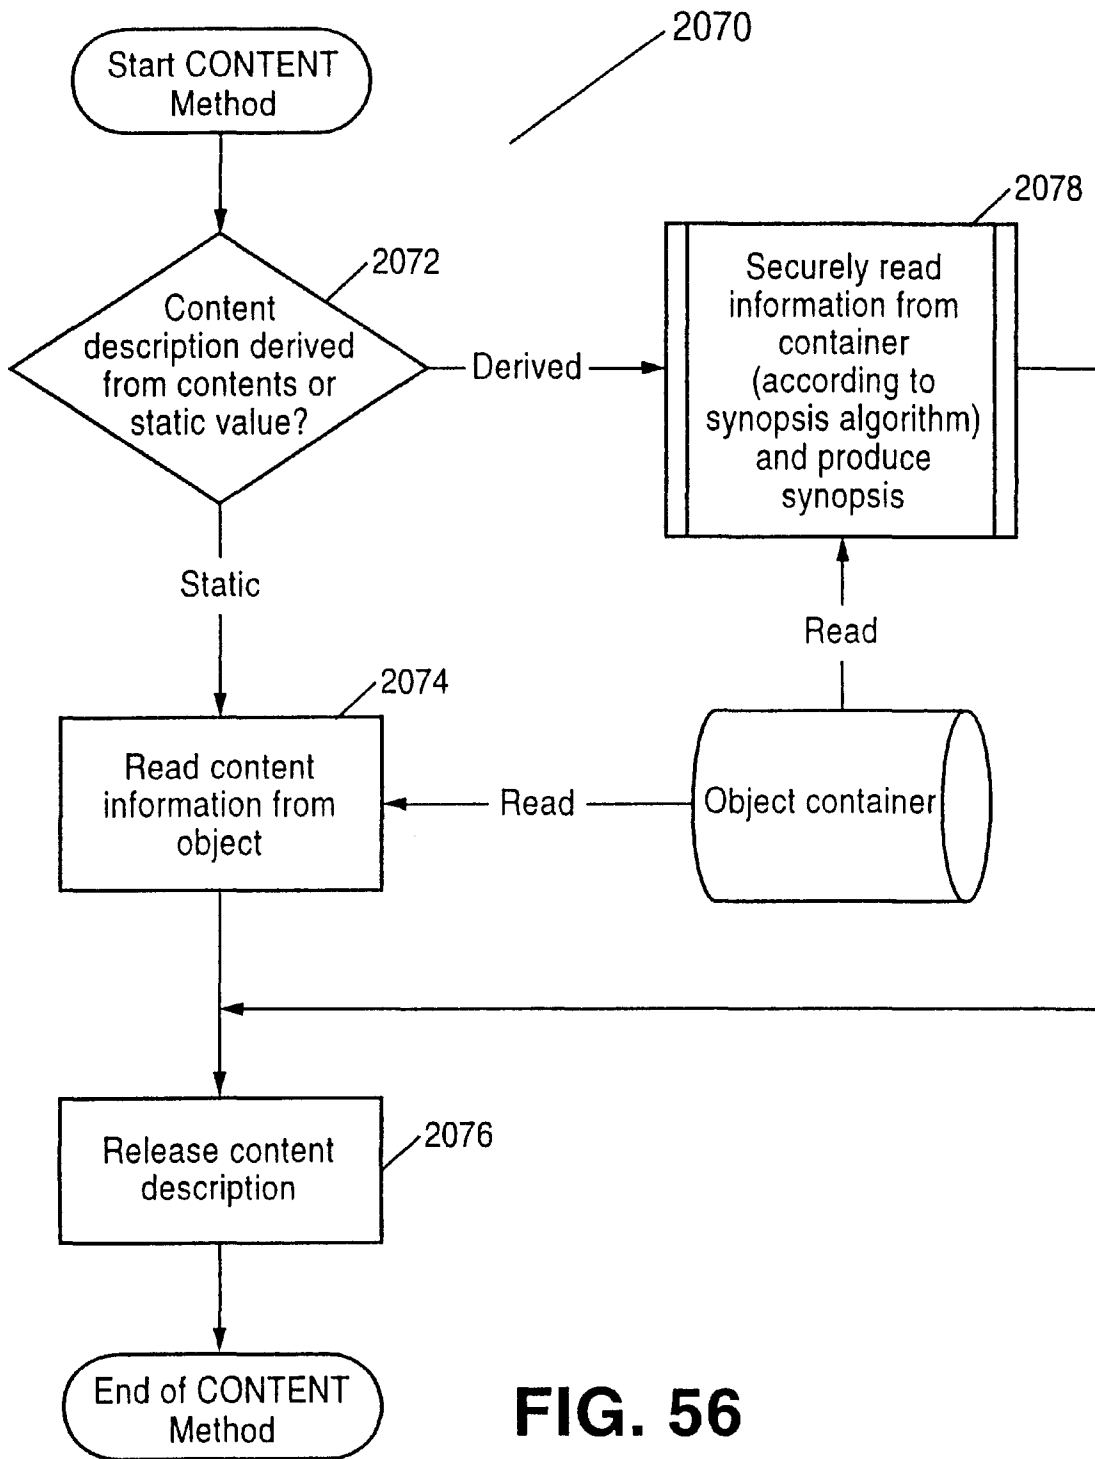 2070
Start CONTENT
Method
2072
Content
description derived
from contents or
static value?
Derived
2078
Securely read
information from
container
(according to
synopsis algorithm)
and produce
synopsis
Static
Read
2074
Read content
information from
object
Read
Object container
2076
Release content
description
End of CONTENT
Method
FIG. 56